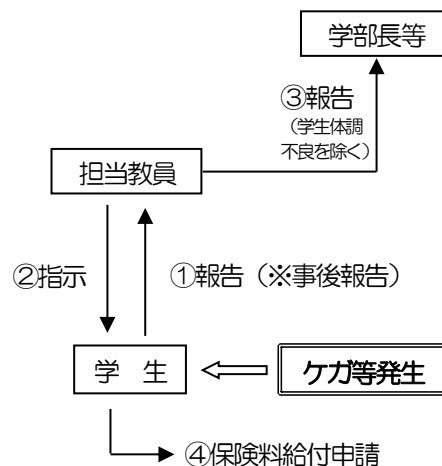 学部長等
③報告
（学生体調
不良を除く）
担当教員
②指示
①報告（※事後報告）
学　生
ケガ等発生
④保険料給付申請